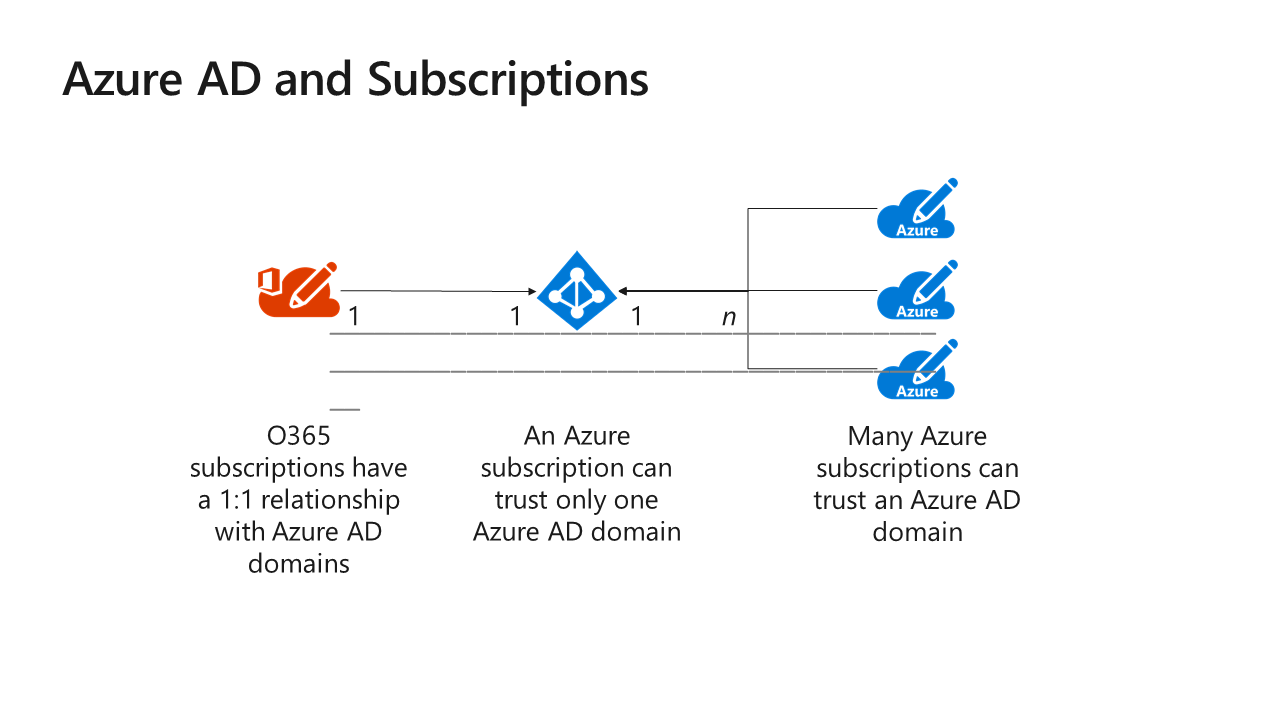 Azure AD and Subscriptions
Azure
Azure
1
1
1
n
Azure
O365
subscriptions have
a 1:1 relationship
with Azure AD
domains
An Azure
subscription can
trust only one
Azure AD domain
Many Azure
subscriptions can
trust an Azure AD
domain